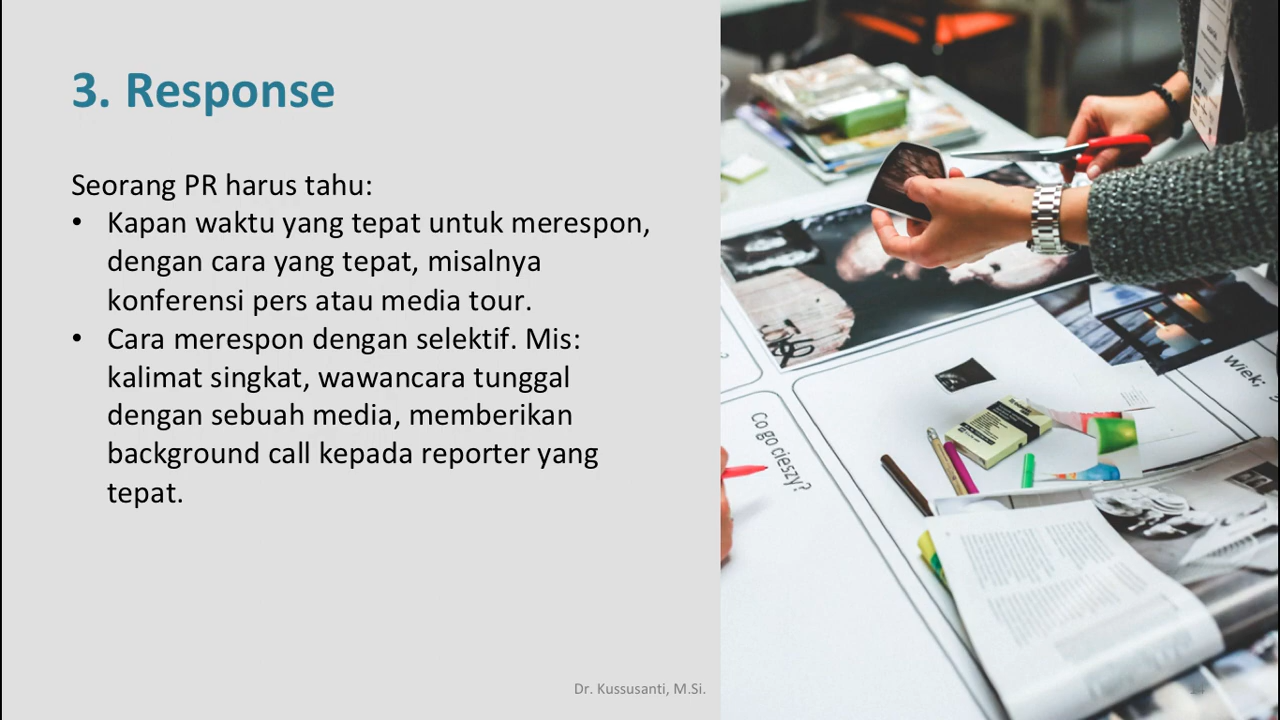 3. Response
Seorang PR harus tahu:
• Kapan waktu yang tepat untuk merespon,
dengan cara yang tepat, misalnya
konferensi pers atau media tour.
• Cara merespon dengan selektif. Mis:
kalimat singkat, wawancara tunggal
dengan sebuah media, memberikan
background call kepada reporter yang
tepat.
Dr. Kussusanti, M.Si.
Co go cieszy?